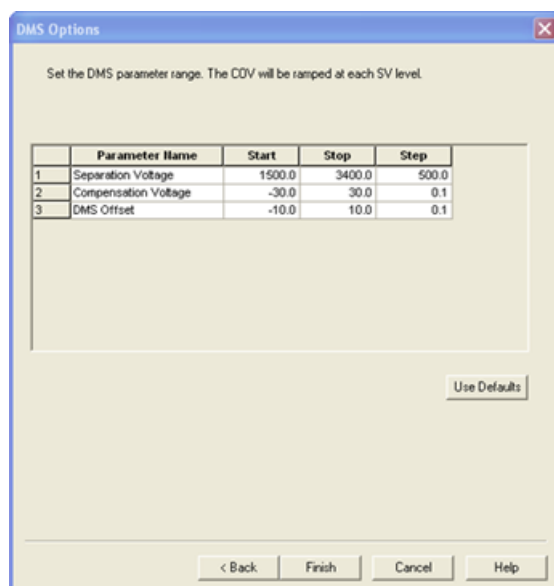 DMS Options
Set the DMS parameter range. The COV will be ramped at each SV level.
Parameter Name Start Stop Step
1 Separation Voltage 1500.0 3400.0 500.0
2 Compensation Voltage -30.0 30.0 0.1
3 DMS Offset -10.0 10.0 0.1
Use Defaults
< Back Finish Cancel Help